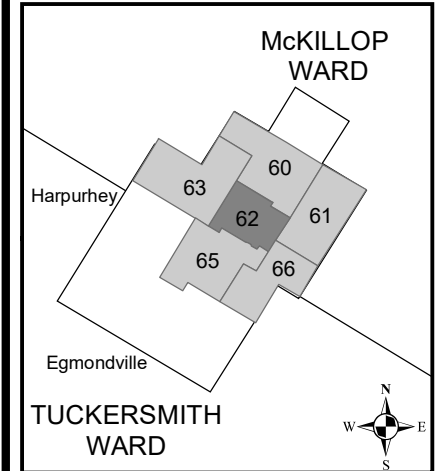 McKILLOP
WARD
60
63
Harpurhey
61
62
65
66
Egmondville
TUCKERSMITH
WARD
N
W E
S